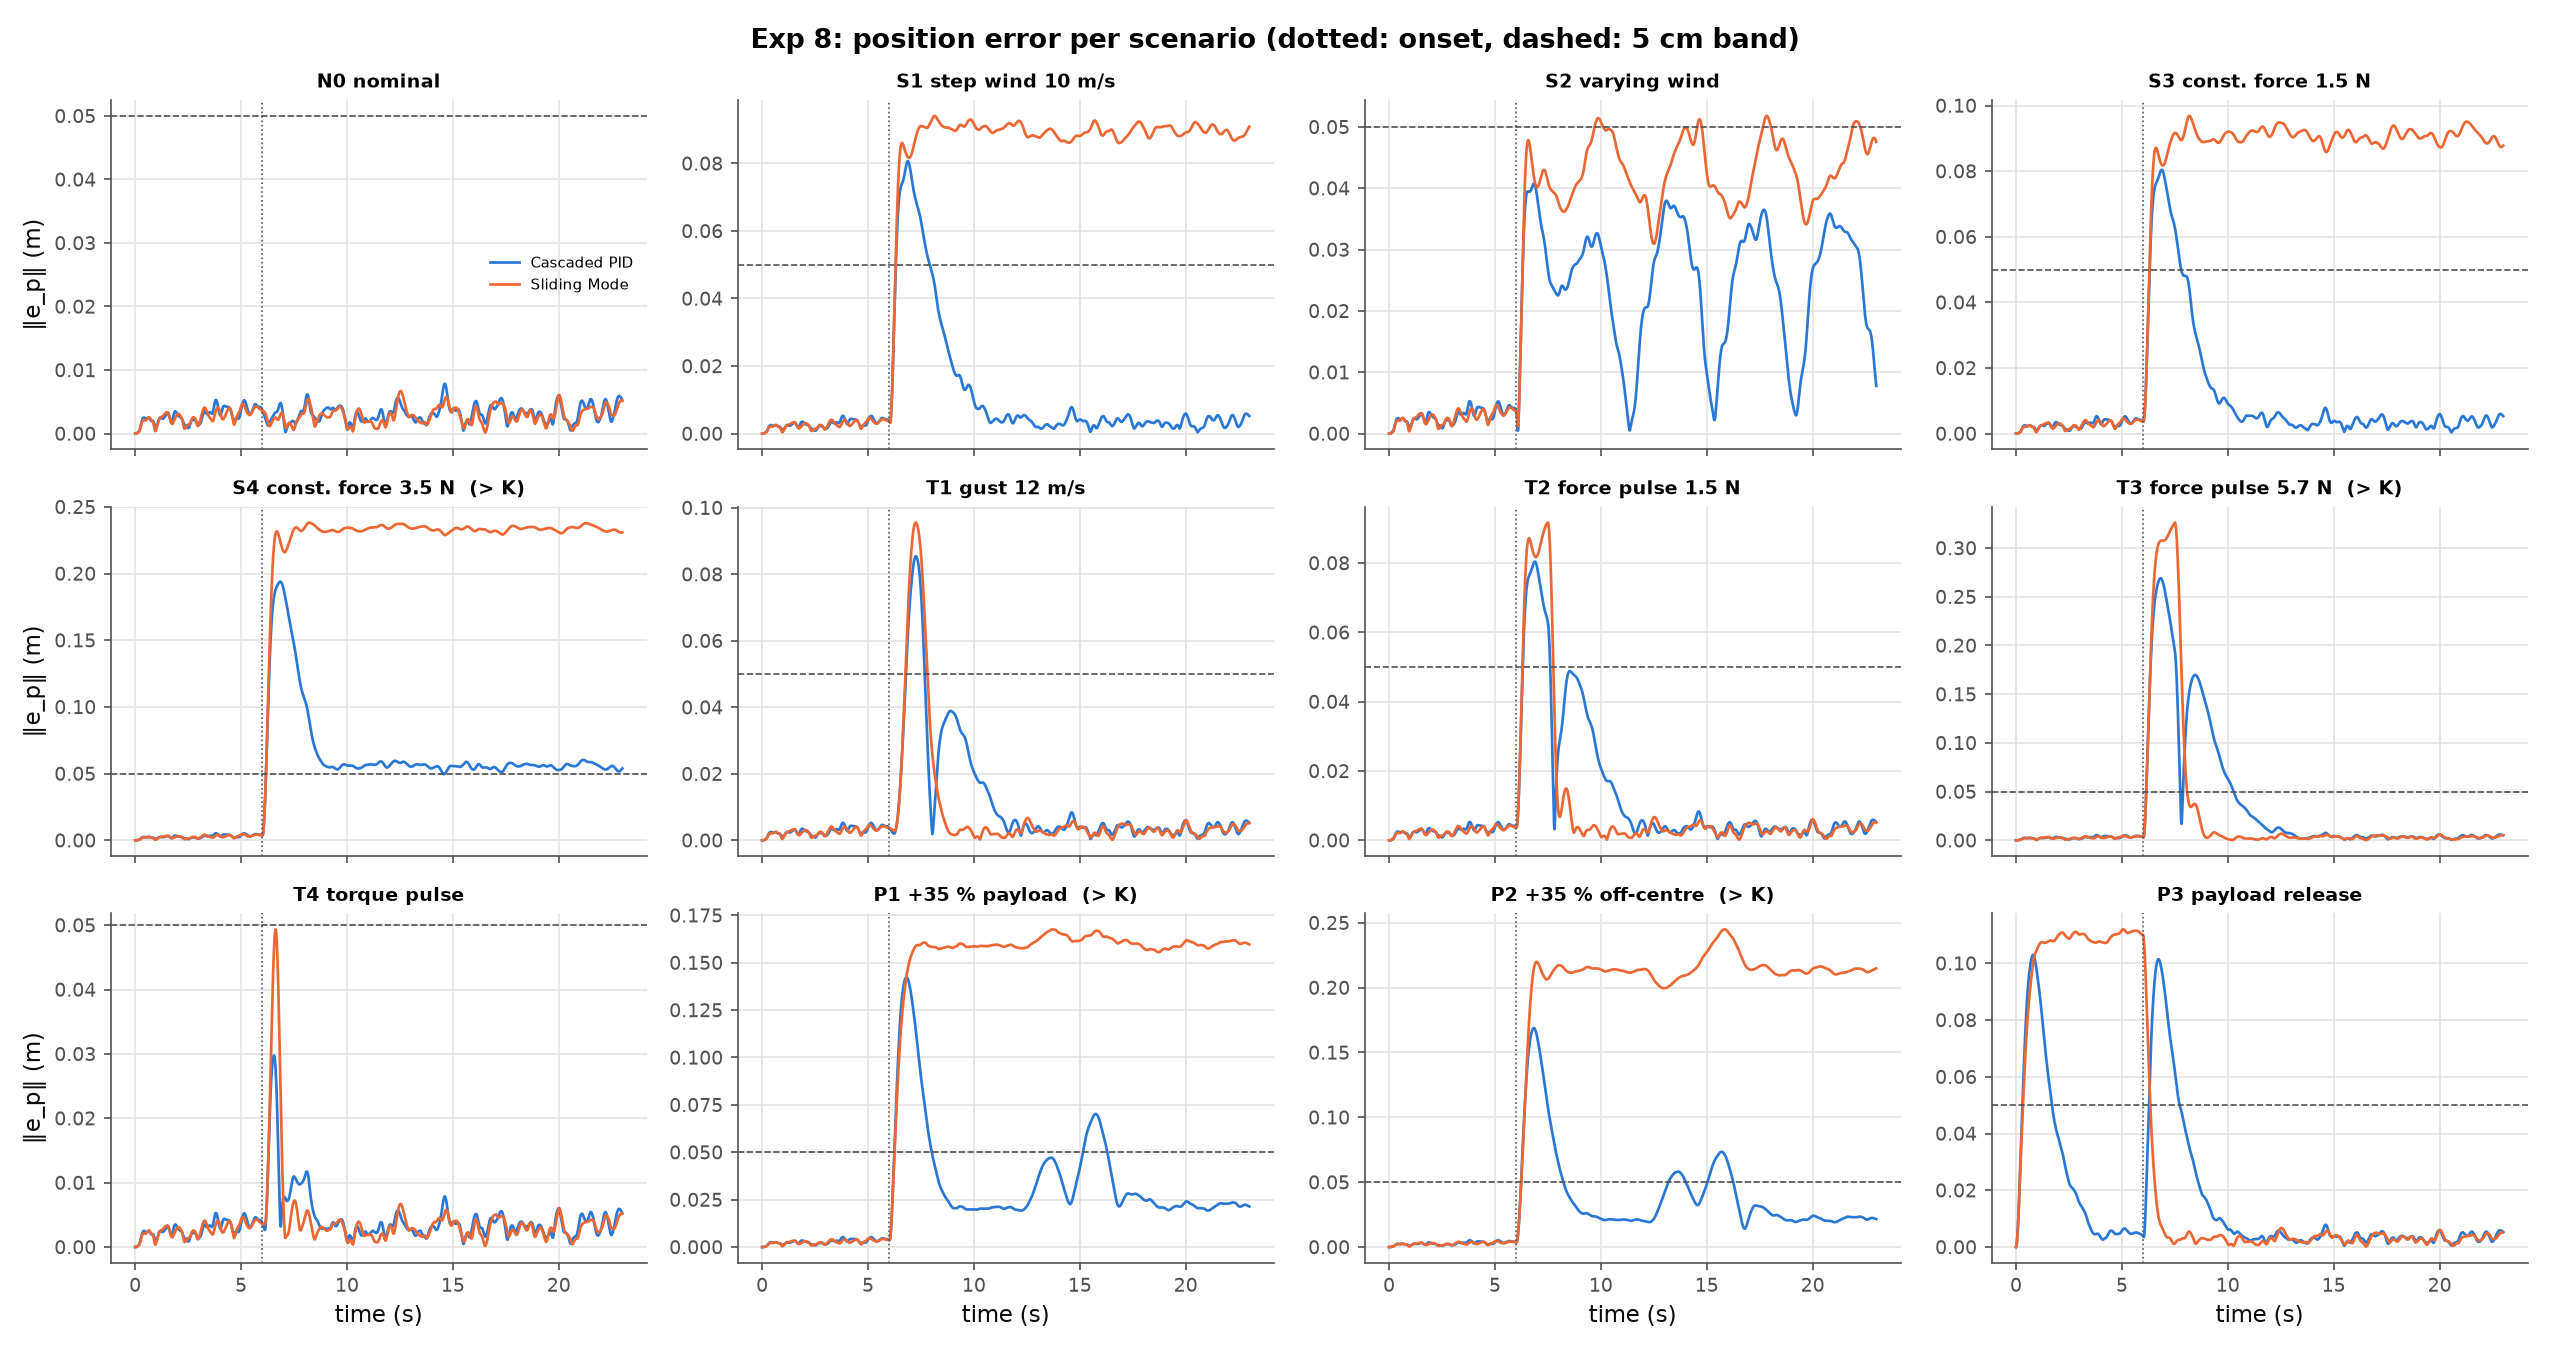 Exp 8: position error per scenario (dotted: onset, dashed: 5 cm band)
N0 nominal
‖e_p‖ (m)
0.05
0.04
0.03
0.02
0.01
0.00
Cascaded PID
Sliding Mode
S1 step wind 10 m/s
0.08
0.06
0.04
0.02
0.00
S2 varying wind
0.05
0.04
0.03
0.02
0.01
0.00
S3 const. force 1.5 N
0.10
0.08
0.06
0.04
0.02
0.00
S4 const. force 3.5 N (> K)
‖e_p‖ (m)
0.25
0.20
0.15
0.10
0.05
0.00
T1 gust 12 m/s
0.10
0.08
0.06
0.04
0.02
0.00
T2 force pulse 1.5 N
0.08
0.06
0.04
0.02
0.00
T3 force pulse 5.7 N (> K)
0.30
0.25
0.20
0.15
0.10
0.05
0.00
T4 torque pulse
‖e_p‖ (m)
0.05
0.04
0.03
0.02
0.01
0.00
0 5 10 15 20
time (s)
P1 +35 % payload (> K)
0.175
0.150
0.125
0.100
0.075
0.050
0.025
0.000
0 5 10 15 20
time (s)
P2 +35 % off-centre (> K)
0.25
0.20
0.15
0.10
0.05
0.00
0 5 10 15 20
time (s)
P3 payload release
0.10
0.08
0.06
0.04
0.02
0.00
0 5 10 15 20
time (s)